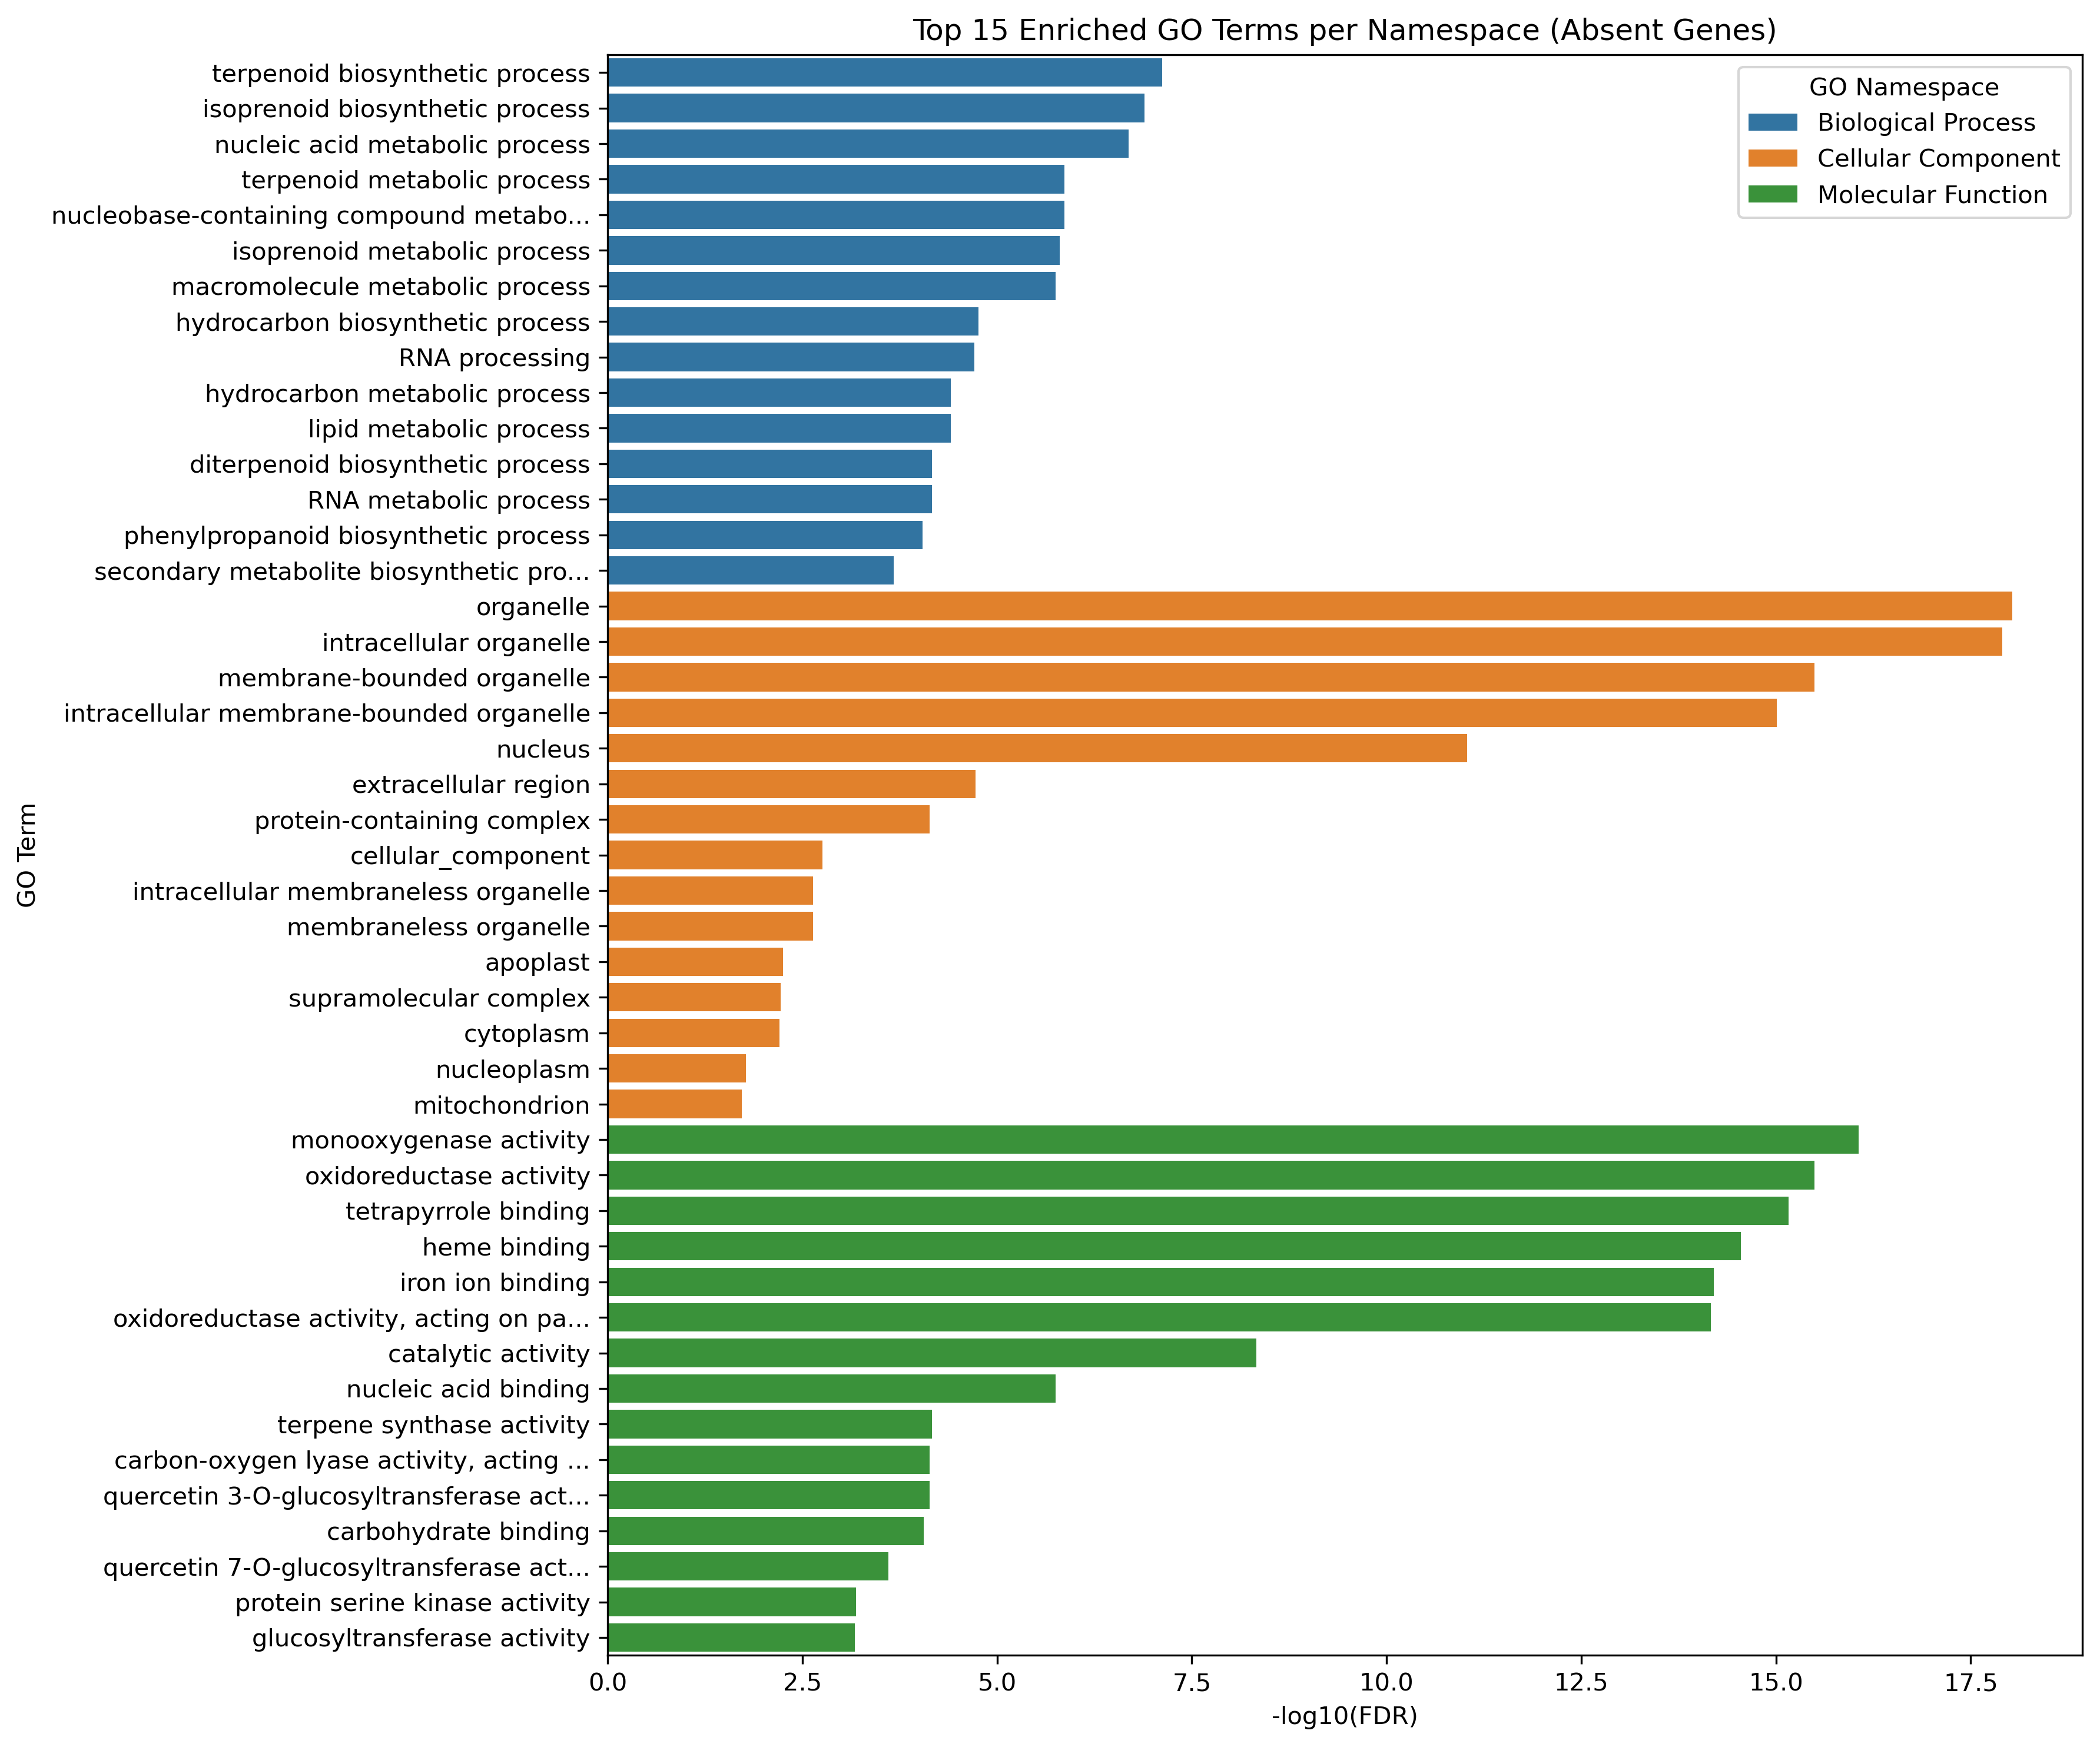 Top 15 Enriched GO Terms per Namespace (Absent Genes)
GO Namespace
Biological Process
Cellular Component
Molecular Function
GO Term
terpenoid biosynthetic process
isoprenoid biosynthetic process
nucleic acid metabolic process
terpenoid metabolic process
nucleobase-containing compound metabo...
isoprenoid metabolic process
macromolecule metabolic process
hydrocarbon biosynthetic process
RNA processing
hydrocarbon metabolic process
lipid metabolic process
diterpenoid biosynthetic process
RNA metabolic process
phenylpropanoid biosynthetic process
secondary metabolite biosynthetic pro...
organelle
intracellular organelle
membrane-bounded organelle
intracellular membrane-bounded organelle
nucleus
extracellular region
protein-containing complex
cellular_component
intracellular membraneless organelle
membraneless organelle
apoplast
supramolecular complex
cytoplasm
nucleoplasm
mitochondrion
monooxygenase activity
oxidoreductase activity
tetrapyrrole binding
heme binding
iron ion binding
oxidoreductase activity, acting on pa...
catalytic activity
nucleic acid binding
terpene synthase activity
carbon-oxygen lyase activity, acting ...
quercetin 3-O-glucosyltransferase act...
carbohydrate binding
quercetin 7-O-glucosyltransferase act...
protein serine kinase activity
glucosyltransferase activity
0.0 2.5 5.0 7.5 10.0 12.5 15.0 17.5
-log10(FDR)